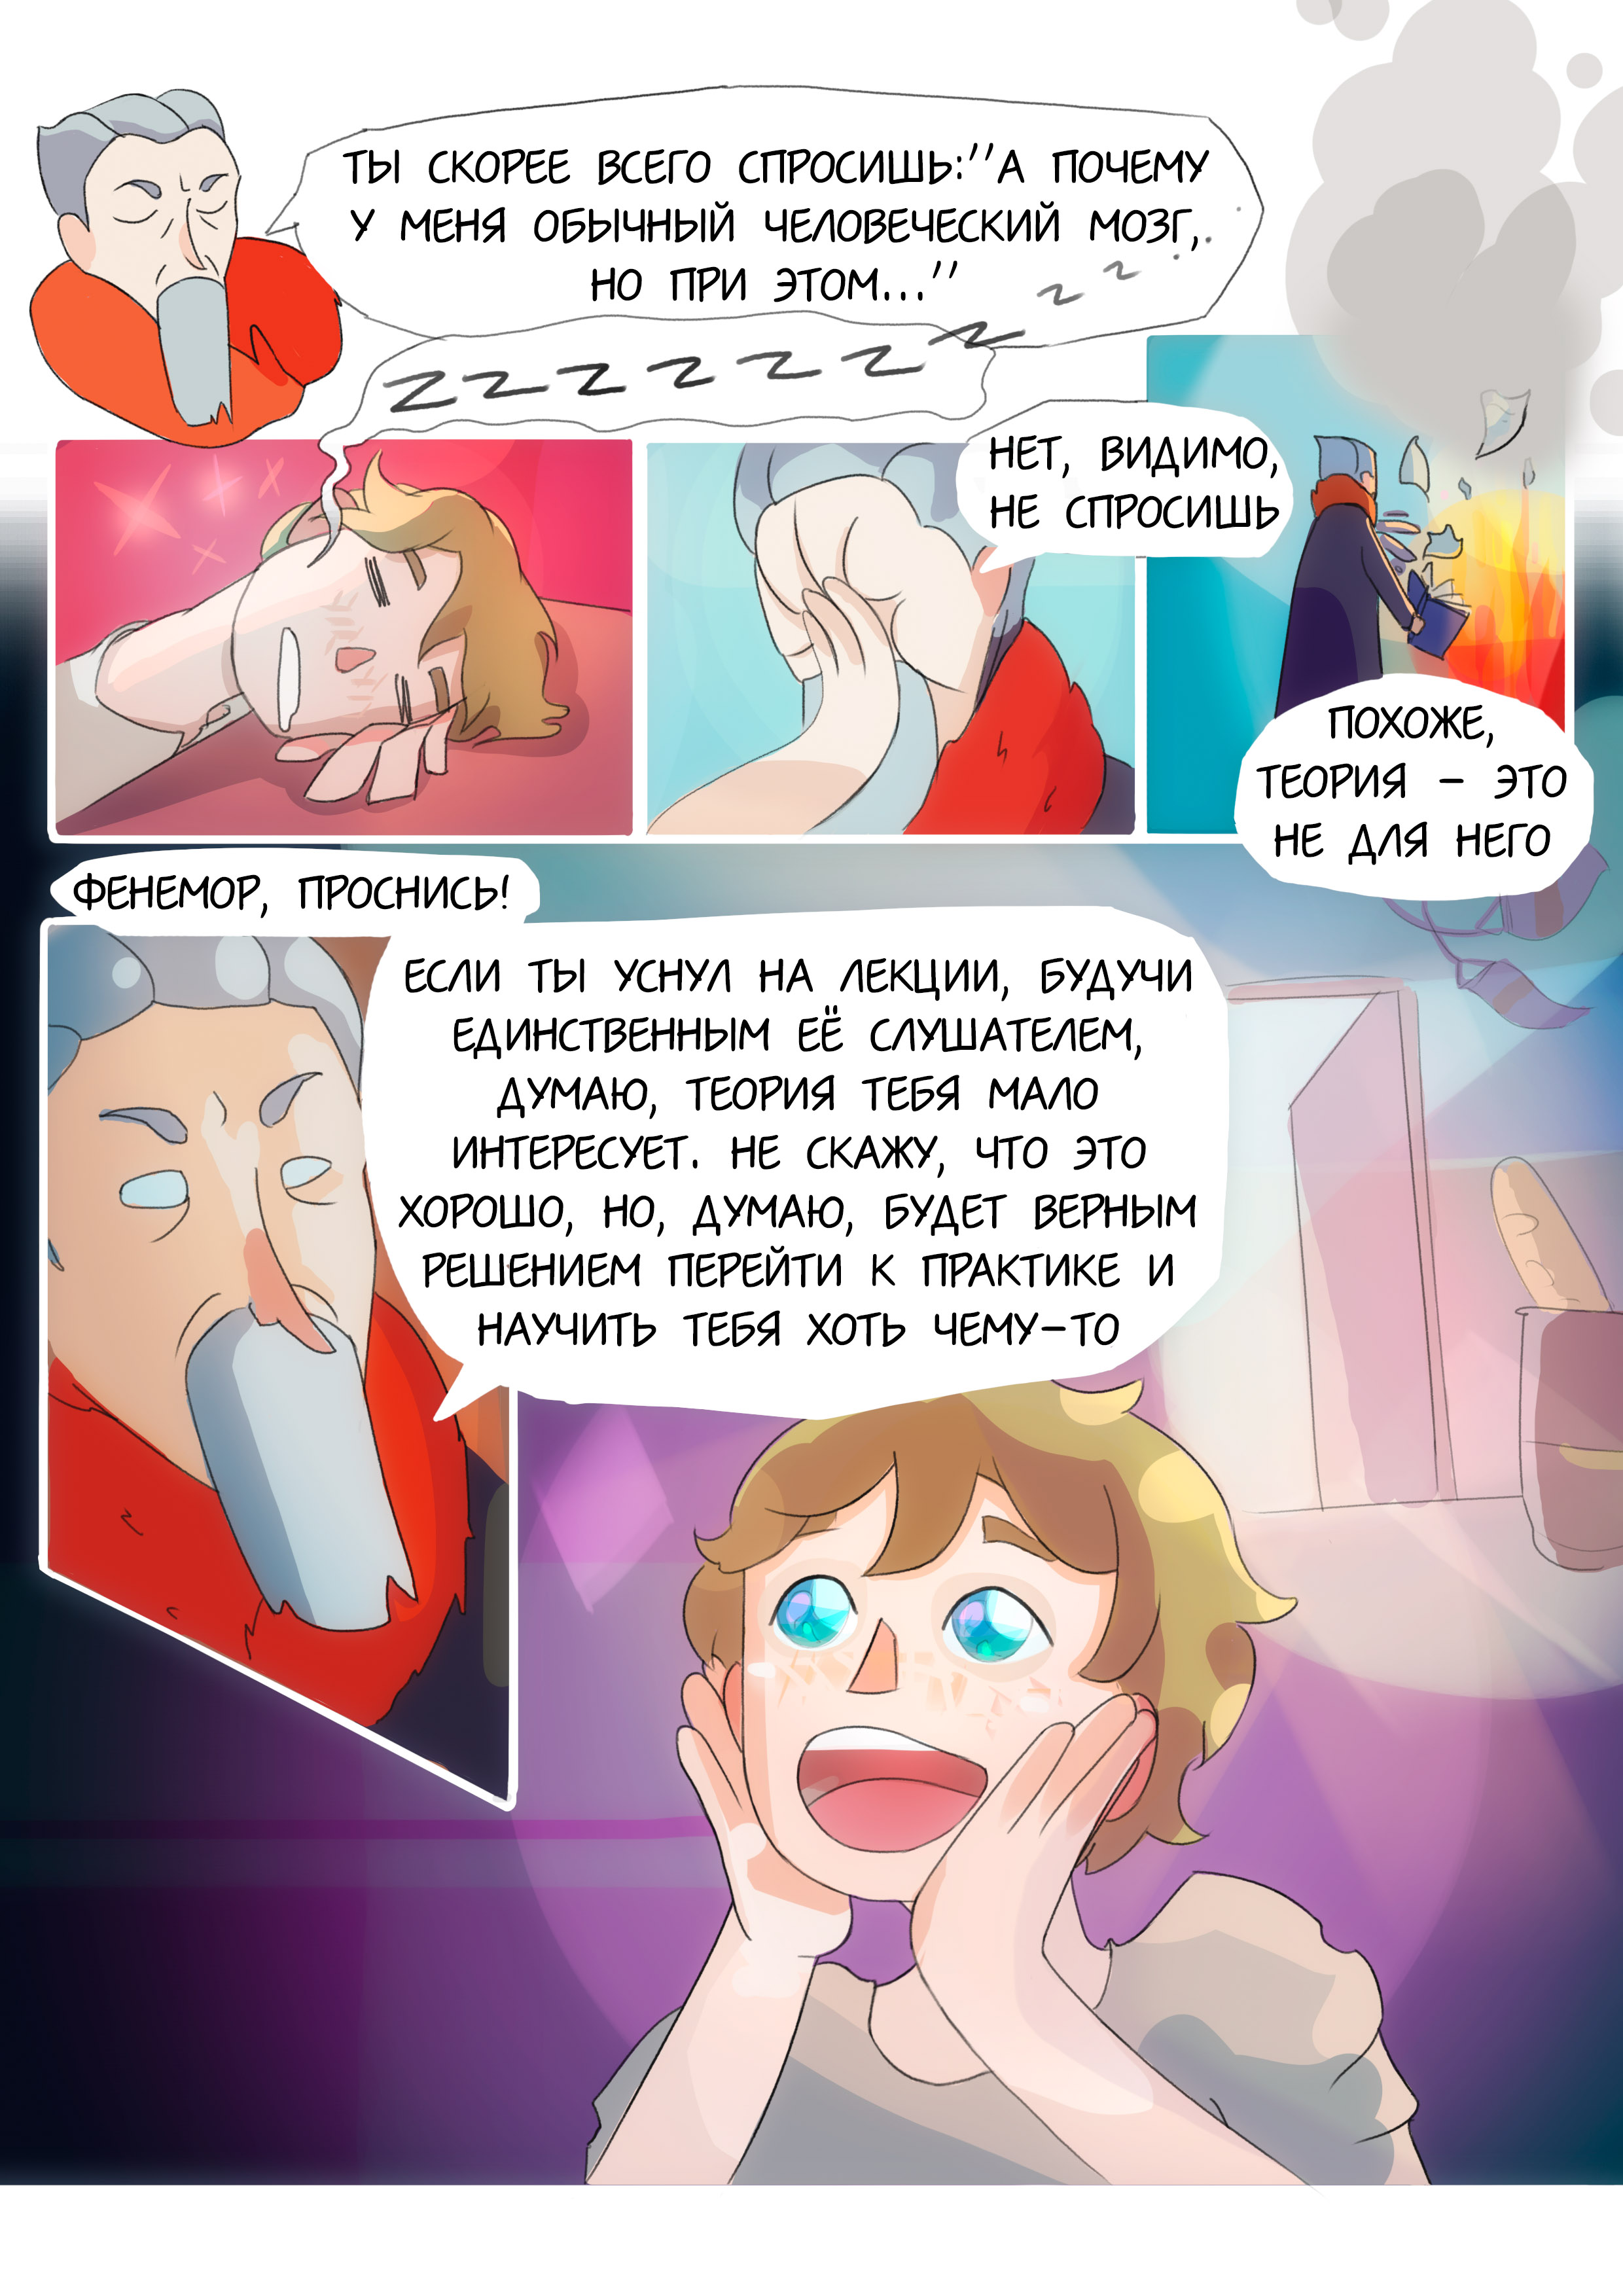 ТЫ СКОРЕЕ ВСЕГО СПРОСИШЬ:"А ПОЧЕМУ
У МЕНЯ ОБЫЧНЫЙ ЧЕЛОВЕЧЕСКИЙ МОЗГ,
НО ПРИ ЭТОМ..."
zzzzzzzzz
НЕТ, ВИДИМО,
НЕ СПРОСИШЬ
ПОХОЖЕ,
ТЕОРИЯ - ЭТО
НЕ ДЛЯ НЕГО
ФЕНЕМОР, ПРОСНИСЬ!
ЕСЛИ ТЫ УСНУЛ НА ЛЕКЦИИ, БУДУЧИ
ЕДИНСТВЕННЫМ ЕЁ СЛУШАТЕЛЕМ,
ДУМАЮ, ТЕОРИЯ ТЕБЯ МАЛО
ИНТЕРЕСУЕТ. НЕ СКАЖУ, ЧТО ЭТО
ХОРОШО, НО, ДУМАЮ, БУДЕТ ВЕРНЫМ
РЕШЕНИЕМ ПЕРЕЙТИ К ПРАКТИКЕ И
НАУЧИТЬ ТЕБЯ ХОТЬ ЧЕМУ-ТО